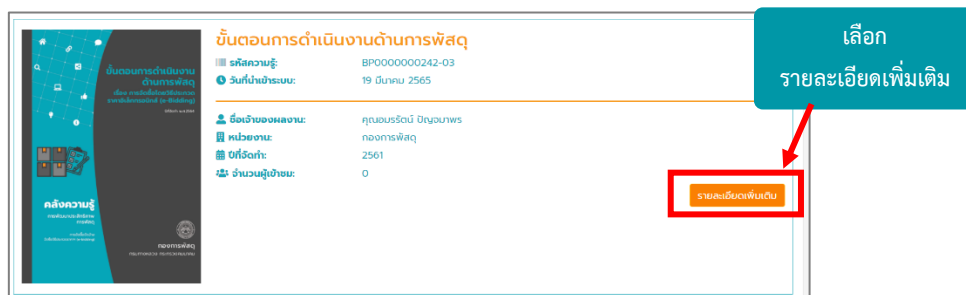 ขั้นตอนการดำเนินงานด้านการพัสดุ
รหัสความรู้: BP0000000242-03
วันที่นำเข้าระบบ: 19 มีนาคม 2565
ชื่อเจ้าของผลงาน: คุณอมรรัตน์ ปัญจมาพร
หน่วยงาน: กองการพัสดุ
ปีที่จัดทำ: 2561
จำนวนผู้เข้าชม: 0
รายละเอียดเพิ่มเติม
เลือก
รายละเอียดเพิ่มเติม
ขั้นตอนการดำเนินงาน
ด้านการพัสดุ
คลังความรู้
กองการพัสดุ